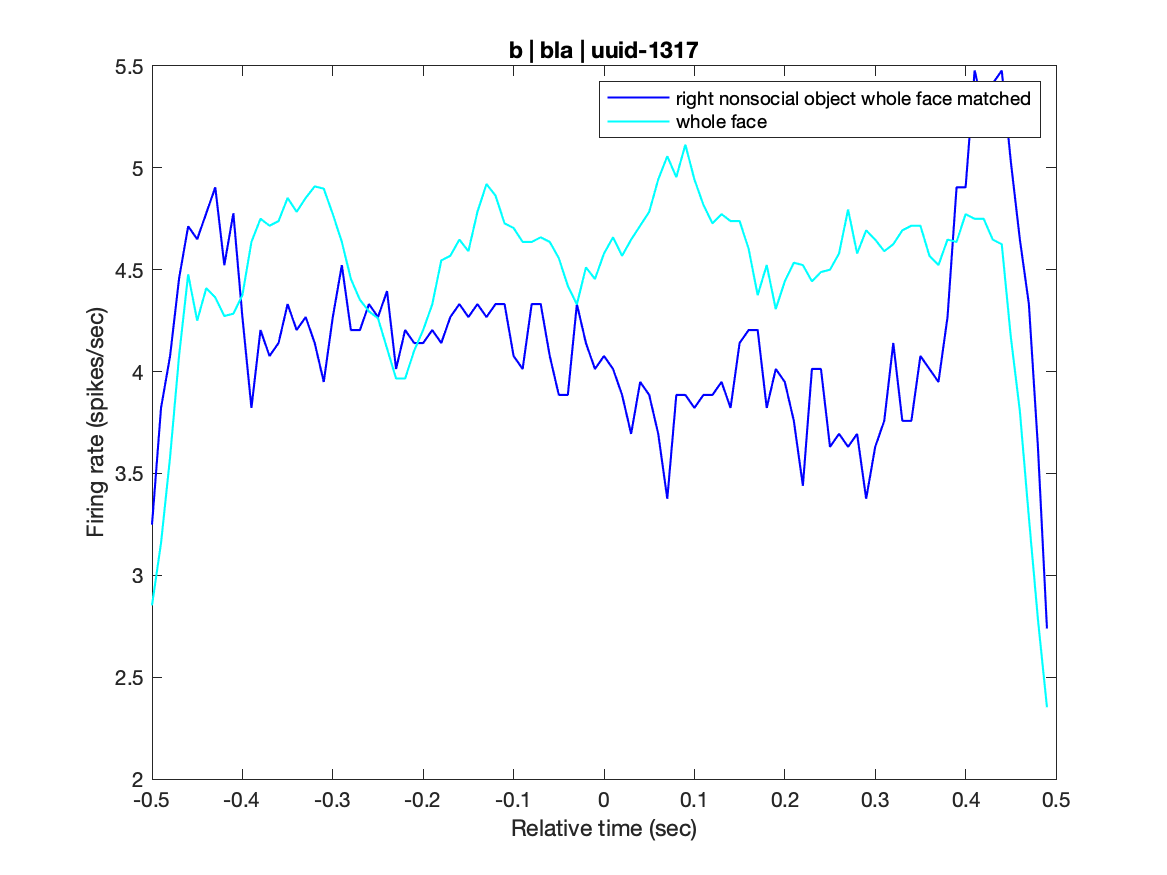 b | bla | uuid-1317
5.5
right nonsocial object whole face matched
whole face
5
4.5
4
3.5
3
2.5
2
Firing rate (spikes/sec)
-0.5 -0.4 -0.3 -0.2 -0.1 0 0.1 0.2 0.3 0.4 0.5
Relative time (sec)